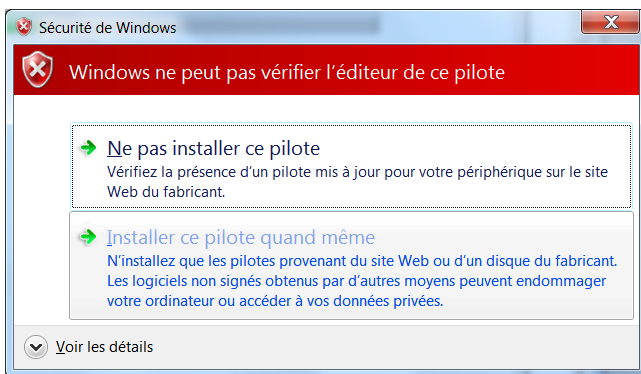 Sécurité de Windows
Windows ne peut pas vérifier l'éditeur de ce pilote
Ne pas installer ce pilote
Vérifiez la présence d'un pilote mis à jour pour votre périphérique sur le site
Web du fabricant.
Installer ce pilote quand même
N'installez que les pilotes provenant du site Web ou d'un disque du fabricant.
Les logiciels non signés obtenus par d'autres moyens peuvent endommager
votre ordinateur ou accéder à vos données privées.
Voir les détails